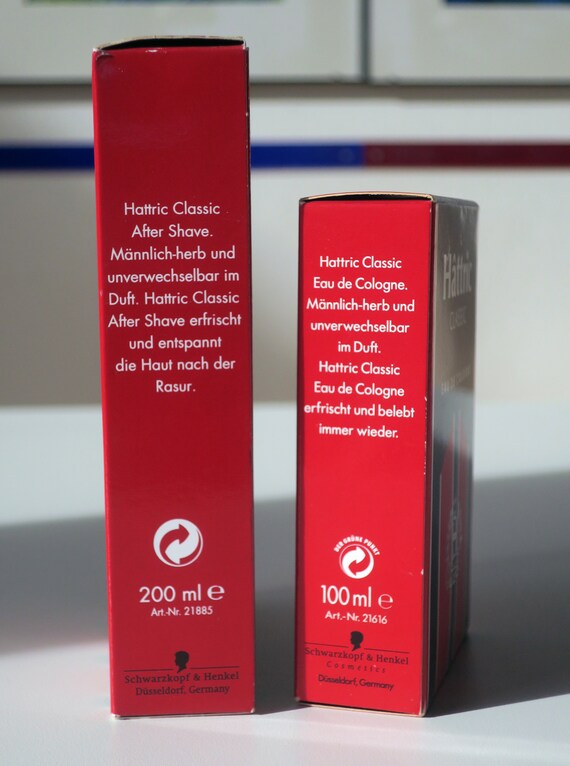 Hattric Classic
After Shave.
Männlich-herb und
unverwechselbar im
Duft. Hattric Classic
After Shave erfrischt
und entspannt
die Haut nach der
Rasur.
200 ml e
Art.-Nr. 21885
Schwarzkopf & Henkel
Düsseldorf, Germany
Hattric Classic
Eau de Cologne.
Männlich-herb und
unverwechselbar
im Duft.
Hattric Classic
Eau de Cologne
erfrischt und belebt
immer wieder.
DER GRÜNE PUNKT
100 ml e
Art.-Nr. 21616
Schwarzkopf & Henkel
Cosmetics
Düsseldorf, Germany
Hattric
CLASSIC